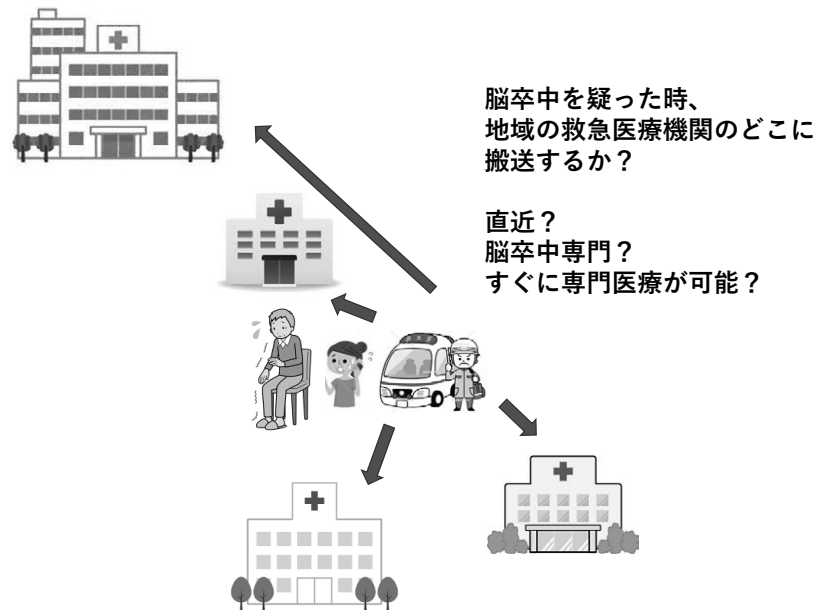 脳卒中を疑った時、
地域の救急医療機関のどこに
搬送するか？
直近？
脳卒中専門？
すぐに専門医療が可能？